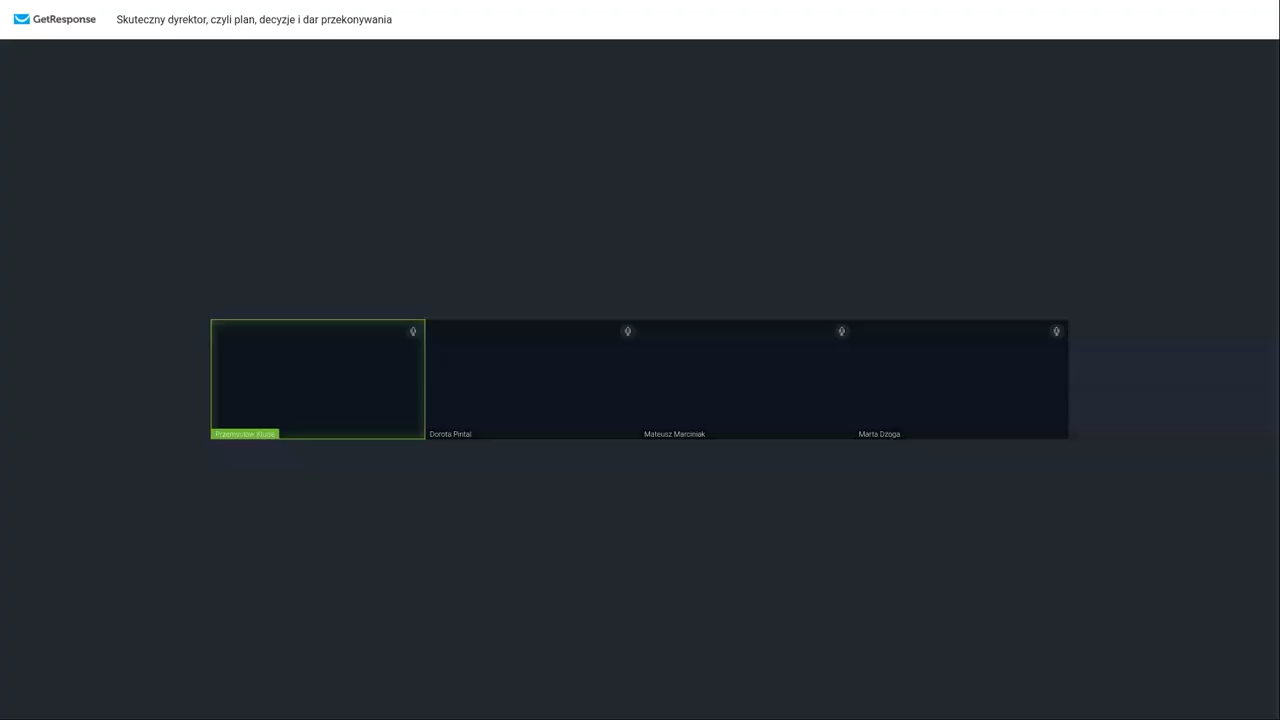 GetResponse
Skuteczny dyrektor, czyli plan, decyzje i dar przekonywania
Przemysław Kluge
Dorota Pintal
Mateusz Marciniak
Marta Dzoga